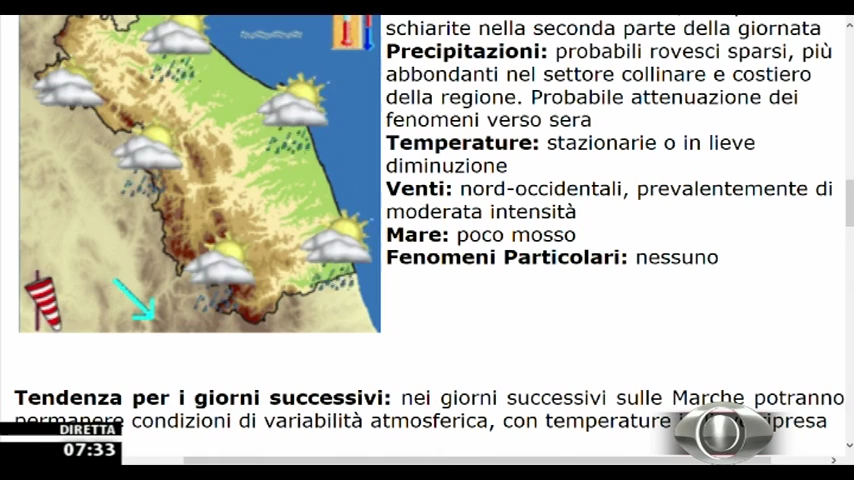 schiarite nella seconda parte della giornata
Precipitazioni: probabili rovesci sparsi, più
abbondanti nel settore collinare e costiero
della regione. Probabile attenuazione dei
fenomeni verso sera
Temperature: stazionarie o in lieve
diminuzione
Venti: nord-occidentali, prevalentemente di
moderata intensità
Mare: poco mosso
Fenomeni Particolari: nessuno
Tendenza per i giorni successivi: nei giorni successivi sulle Marche potranno
permanere condizioni di variabilità atmosferica, con temperature ripresa
DIRETTA
07:33